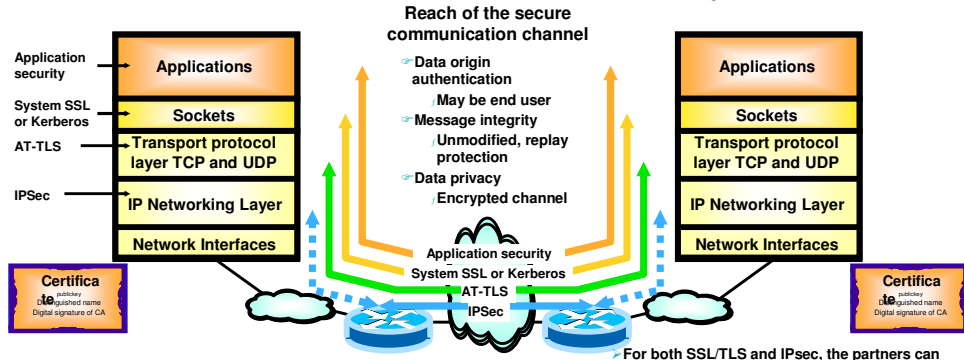 Reach of the secure
communication channel
Application
security
Applications
System SSL
or Kerberos
Sockets
AT-TLS
Transport protocol
layer TCP and UDP
IPSec
IP Networking Layer
Network Interfaces
Certifica
te
publickey
Distinguished name
Digital signature of CA
Data origin
authentication
May be end user
Message integrity
Unmodified, replay
protection
Data privacy
Encrypted channel
Application security
System SSL or Kerberos
AT-TLS
IPSec
Applications
Sockets
Transport protocol
layer TCP and UDP
IP Networking Layer
Network Interfaces
Certifica
te
publickey
Distinguished name
Digital signature of CA
For both SSL/TLS and IPsec, the partners can